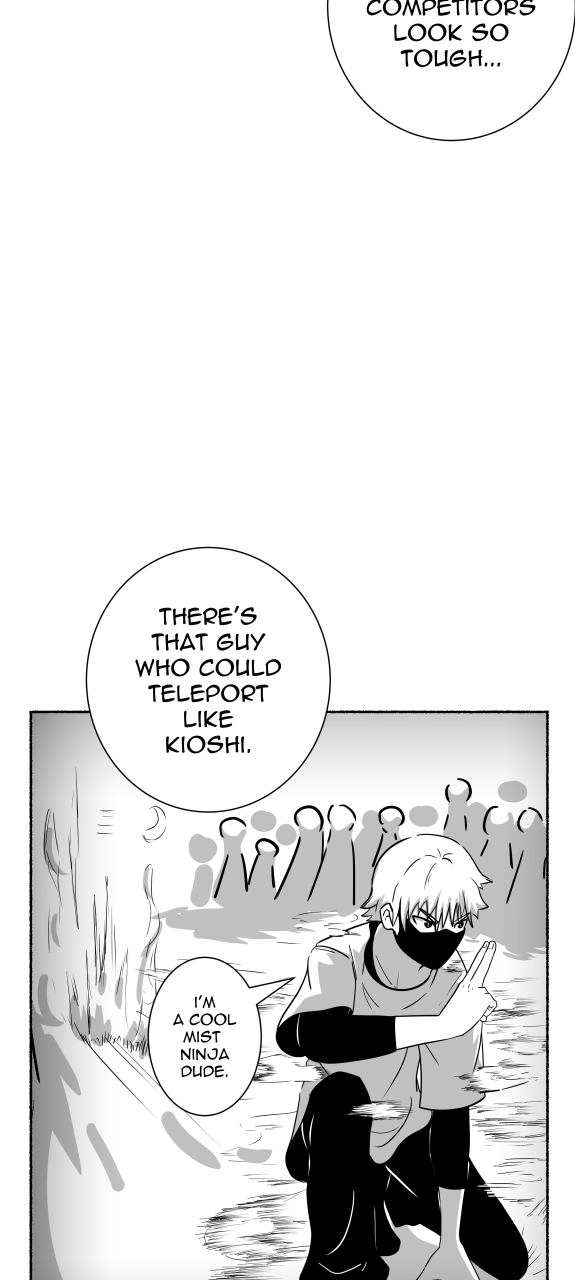 COMPETITORS
LOOK SO
TOUGH...
THERE'S
THAT GUY
WHO COULD
TELEPORT
LIKE
KIOSHI.
I'M
A COOL
MIST
NINJA
DUDE.